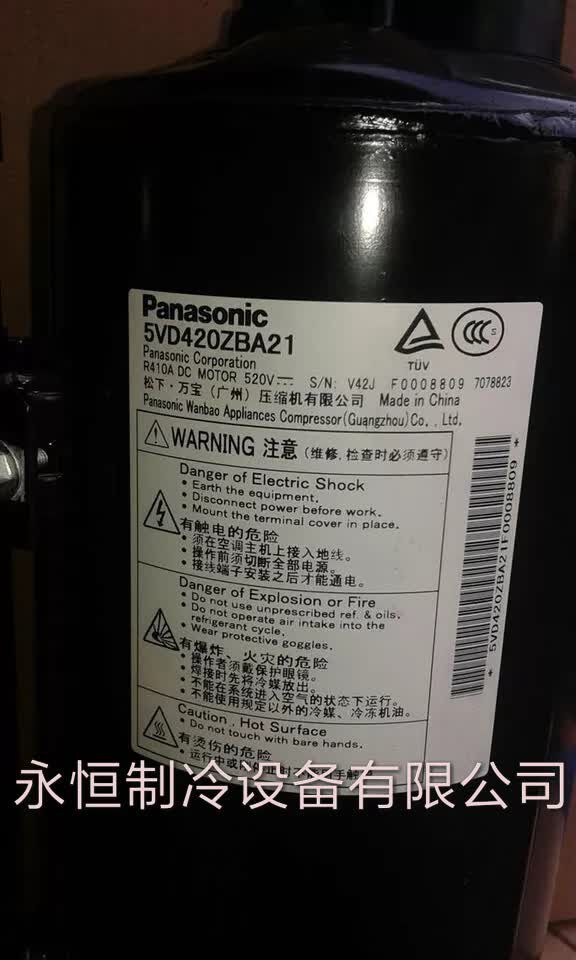 Panasonic
5VD420ZBA21
Panasonic Corporation
R410A DC MOTOR 520V S/N: V42J F0008809 7078823
松下·万宝（广州）压缩机有限公司 Made in China
Panasonic Wanbao Appliances Compressor(Guangzhou)Co., Ltd.
TÜV
CCC S
WARNING 注意（维修,检查时必须遵守）
Danger of Electric Shock
• Earth the equipment.
• Disconnect power before work.
• Mount the terminal cover in place.
有触电的危险
• 须在空调主机上接入地线。
• 操作前须切断全部电源。
• 接线端子安装之后才能通电。
Danger of Explosion or Fire
• Do not use unprescribed ref. & oils.
• Do not operate air intake into the
refrigerant cycle.
• Wear protective goggles.
有爆炸、火灾的危险
• 操作者须戴保护眼镜。
• 焊接时先将冷媒放出。
• 不能在系统进入空气的状态下运行。
• 不能使用规定以外的冷媒、冷冻机油。
Caution , Hot Surface
• Do not touch with bare hands.
有烫伤的危险
• 运行中或
*5VD420ZBA21F0008809*
永恒制冷设备有限公司